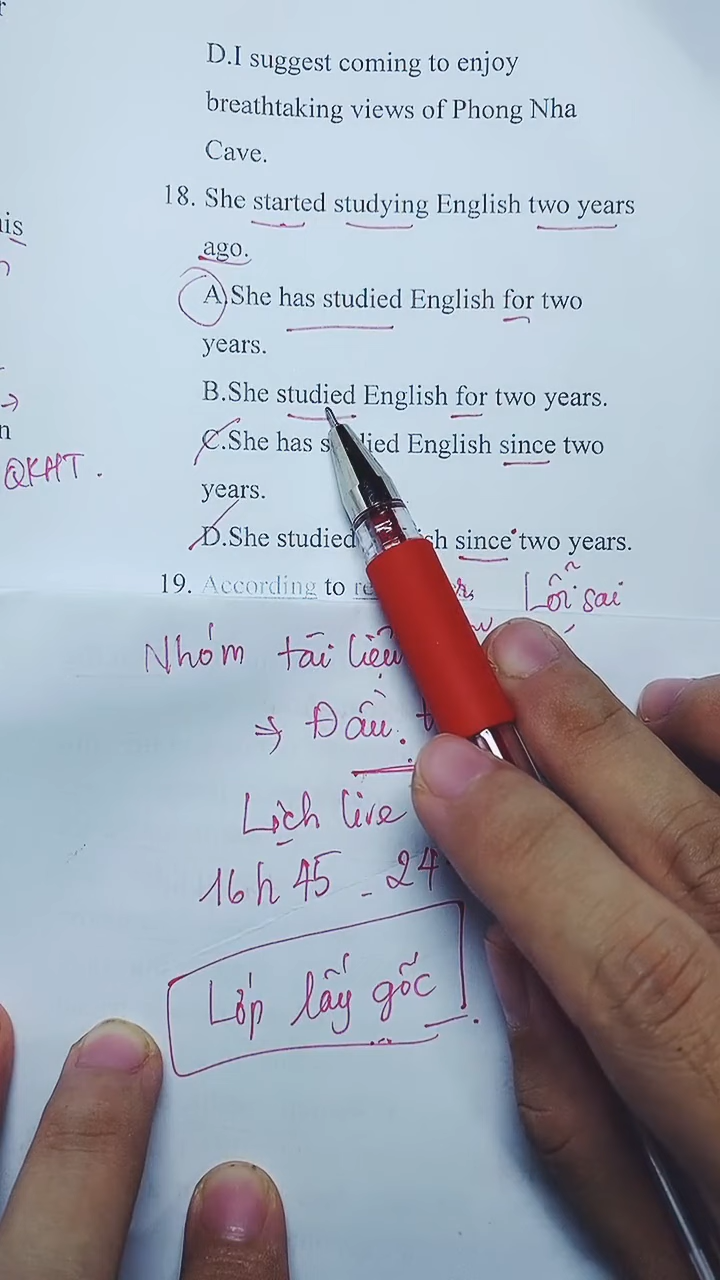 D.I suggest coming to enjoy
breathtaking views of Phong Nha
Cave.
18. She started studying English two years
ago.
A.She has studied English for two
years.
B.She studied English for two years.
C.She has English since two
years.
D.She studied since two years.
19. According to
Lỗi sai
Nhóm tài liệu
⇒ Đầu.
Lịch live
16h45 - 24
Lớp lấy gốc
is
n
QKHT.